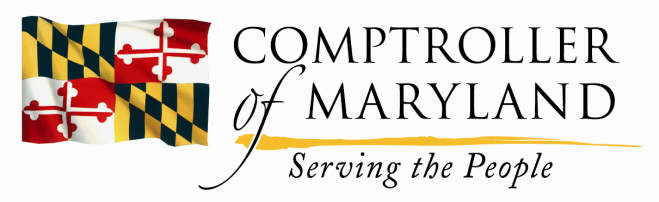 COMPTROLLER
of MARYLAND
Serving the People